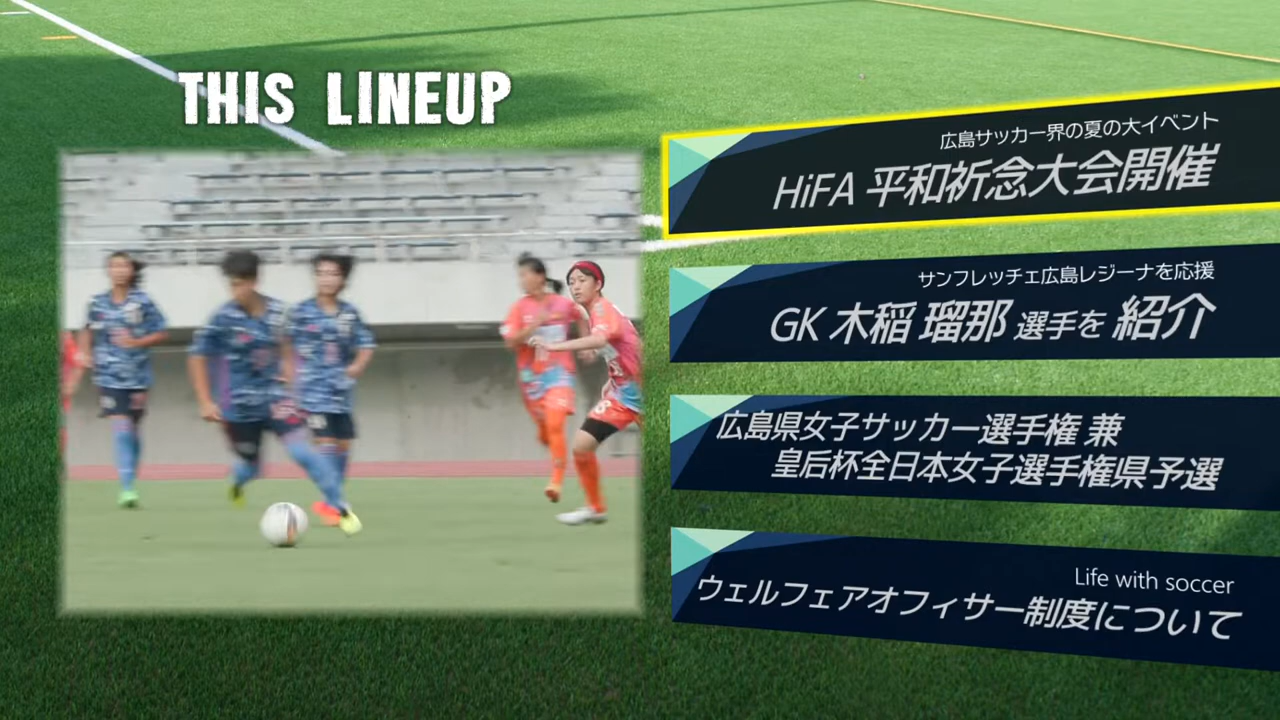 THIS LINEUP
広島サッカー界の夏の大イベント
HiFA 平和祈念大会開催
サンフレッチェ広島レジーナを応援
GK 木稲 瑠那 選手を 紹介
広島県女子サッカー選手権 兼
皇后杯全日本女子選手権県予選
Life with soccer
ウェルフェアオフィサー制度について